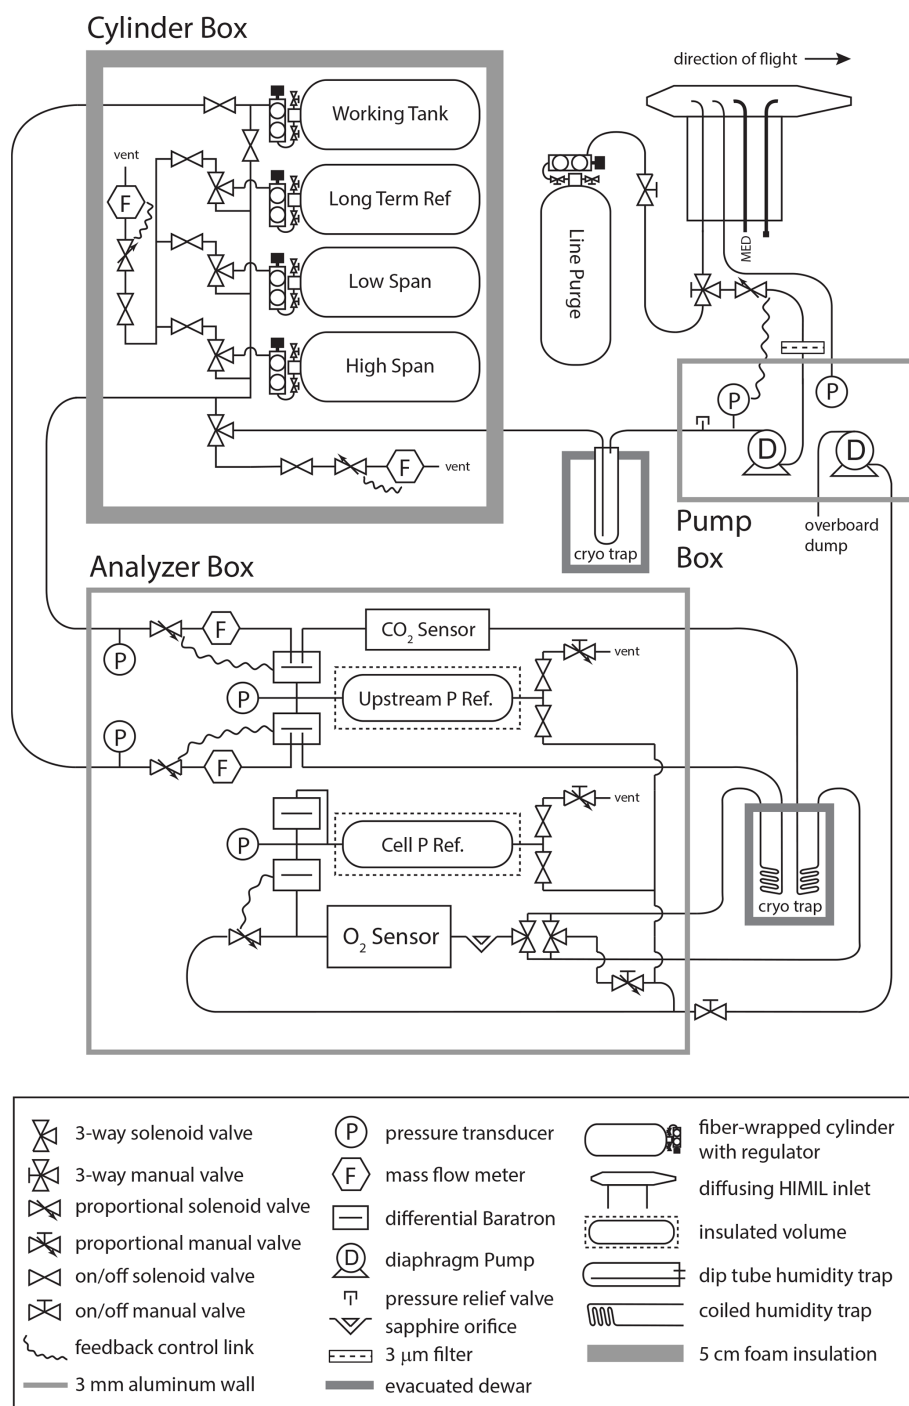 Cylinder Box
direction of flight
Working Tank
vent
F
Long Term Ref
Low Span
High Span
Line Purge
MED
P
P
D
D
F
vent
cryo trap
Pump
Box
overboard
dump
Analyzer Box
F
CO2 Sensor
P
vent
P
Upstream P Ref.
P
F
vent
P
Cell P Ref.
cryo trap
O2 Sensor
3-way solenoid valve
3-way manual valve
proportional solenoid valve
proportional manual valve
on/off solenoid valve
on/off manual valve
feedback control link
3 mm aluminum wall
P
pressure transducer
F
mass flow meter
differential Baratron
D
diaphragm Pump
pressure relief valve
sapphire orifice
3 μm filter
evacuated dewar
fiber-wrapped cylinder
with regulator
diffusing HIMIL inlet
insulated volume
dip tube humidity trap
coiled humidity trap
5 cm foam insulation